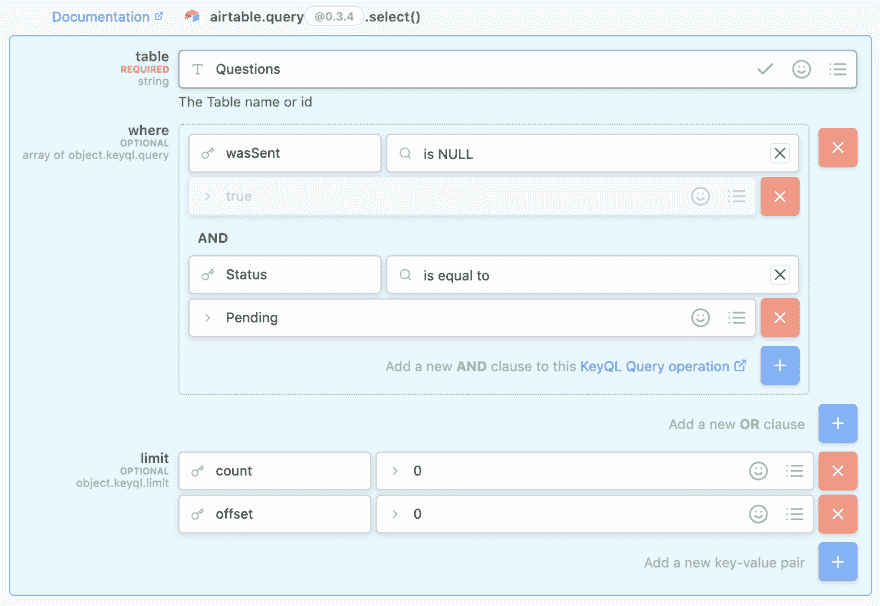 Documentation airtable.query @0.3.4 .select()
table
REQUIRED
string
Questions
The Table name or id
where
OPTIONAL
array of object.keyql.query
wasSent is NULL
true
AND
Status is equal to
Pending
Add a new AND clause to this KeyQL Query operation
Add a new OR clause
limit
OPTIONAL
object.keyql.limit
count 0
offset 0
Add a new key-value pair